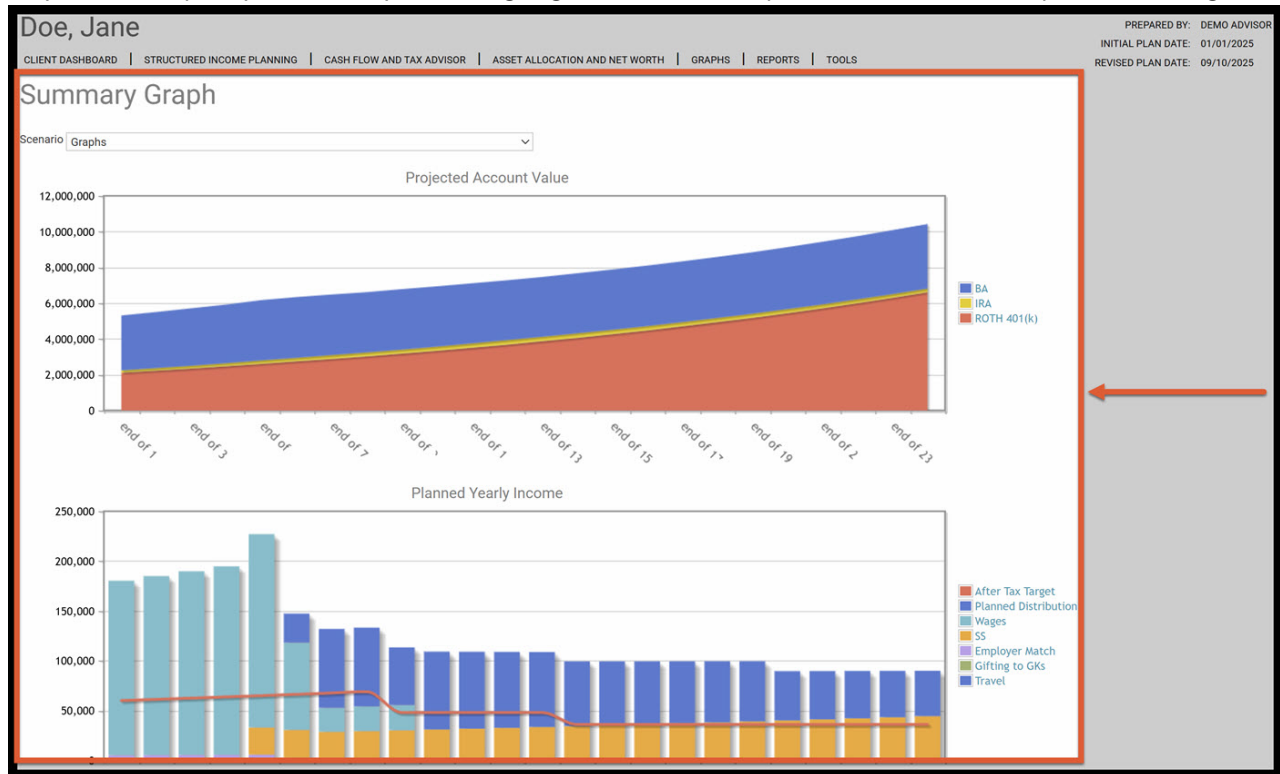 Doe, Jane
PREPARED BY: DEMO ADVISOR
INITIAL PLAN DATE: 01/01/2025
REVISED PLAN DATE: 09/10/2025
CLIENT DASHBOARD | STRUCTURED INCOME PLANNING | CASH FLOW AND TAX ADVISOR | ASSET ALLOCATION AND NET WORTH | GRAPHS | REPORTS | TOOLS
Summary Graph
Scenario Graphs
Projected Account Value
12,000,000
10,000,000
8,000,000
6,000,000
4,000,000
2,000,000
0
BA
IRA
ROTH 401(k)
end of 1
end of 3
end of
end of 7
end of
end of 1
end of 13
end of 15
end of 17
end of 19
end of 2
end of 23
Planned Yearly Income
250,000
200,000
150,000
100,000
50,000
After Tax Target
Planned Distribution
Wages
SS
Employer Match
Gifting to GKs
Travel